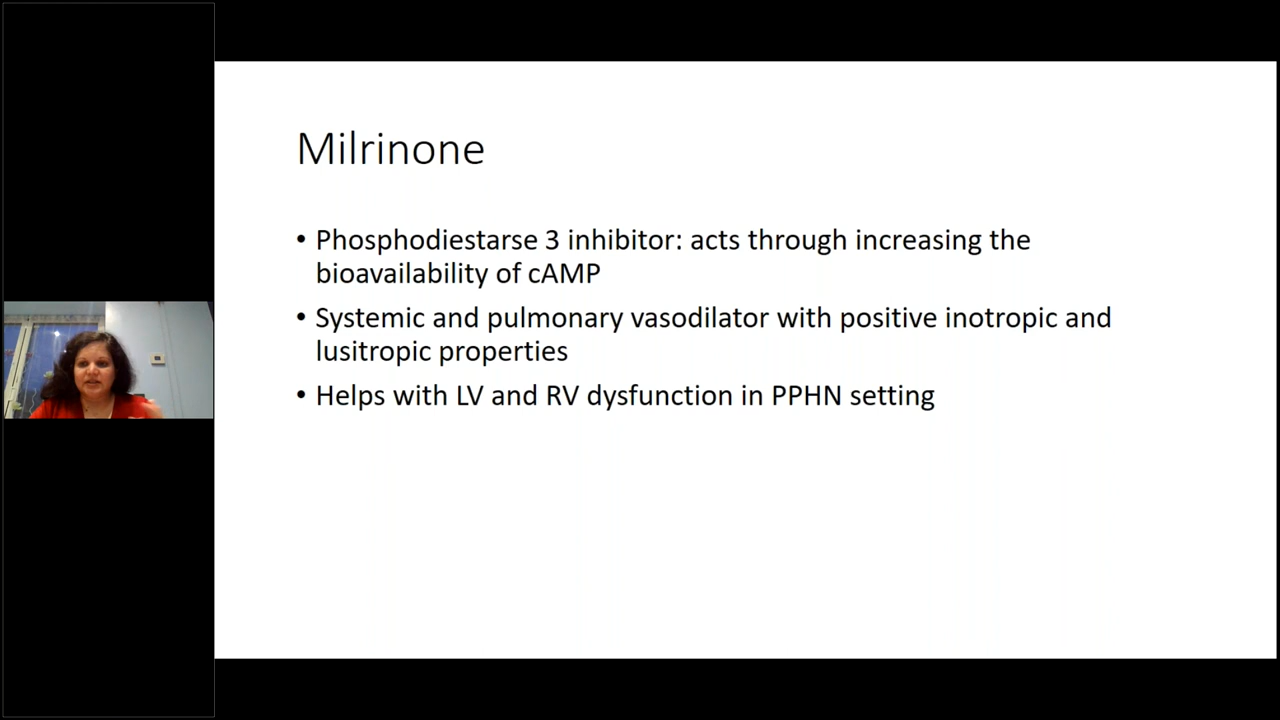 Milrinone
• Phosphodiestarse 3 inhibitor: acts through increasing the
bioavailability of cAMP
• Systemic and pulmonary vasodilator with positive inotropic and
lusitropic properties
• Helps with LV and RV dysfunction in PPHN setting